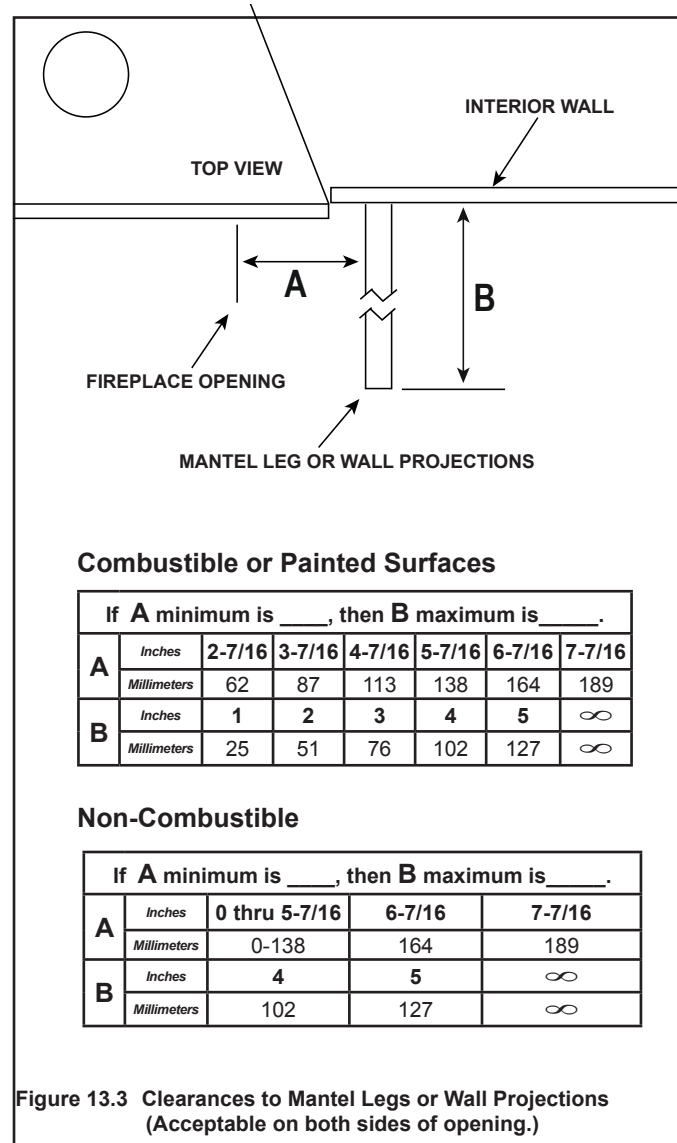 INTERIOR WALL
TOP VIEW
A
B
FIREPLACE OPENING
MANTEL LEG OR WALL PROJECTIONS
Combustible or Painted Surfaces
If A minimum is ____, then B maximum is_____.
A Inches 2-7/16 3-7/16 4-7/16 5-7/16 6-7/16 7-7/16
Millimeters 62 87 113 138 164 189
B Inches 1 2 3 4 5 ∞
Millimeters 25 51 76 102 127 ∞
Non-Combustible
If A minimum is ____, then B maximum is_____.
A Inches 0 thru 5-7/16 6-7/16 7-7/16
Millimeters 0-138 164 189
B Inches 4 5 ∞
Millimeters 102 127 ∞
Figure 13.3 Clearances to Mantel Legs or Wall Projections
(Acceptable on both sides of opening.)